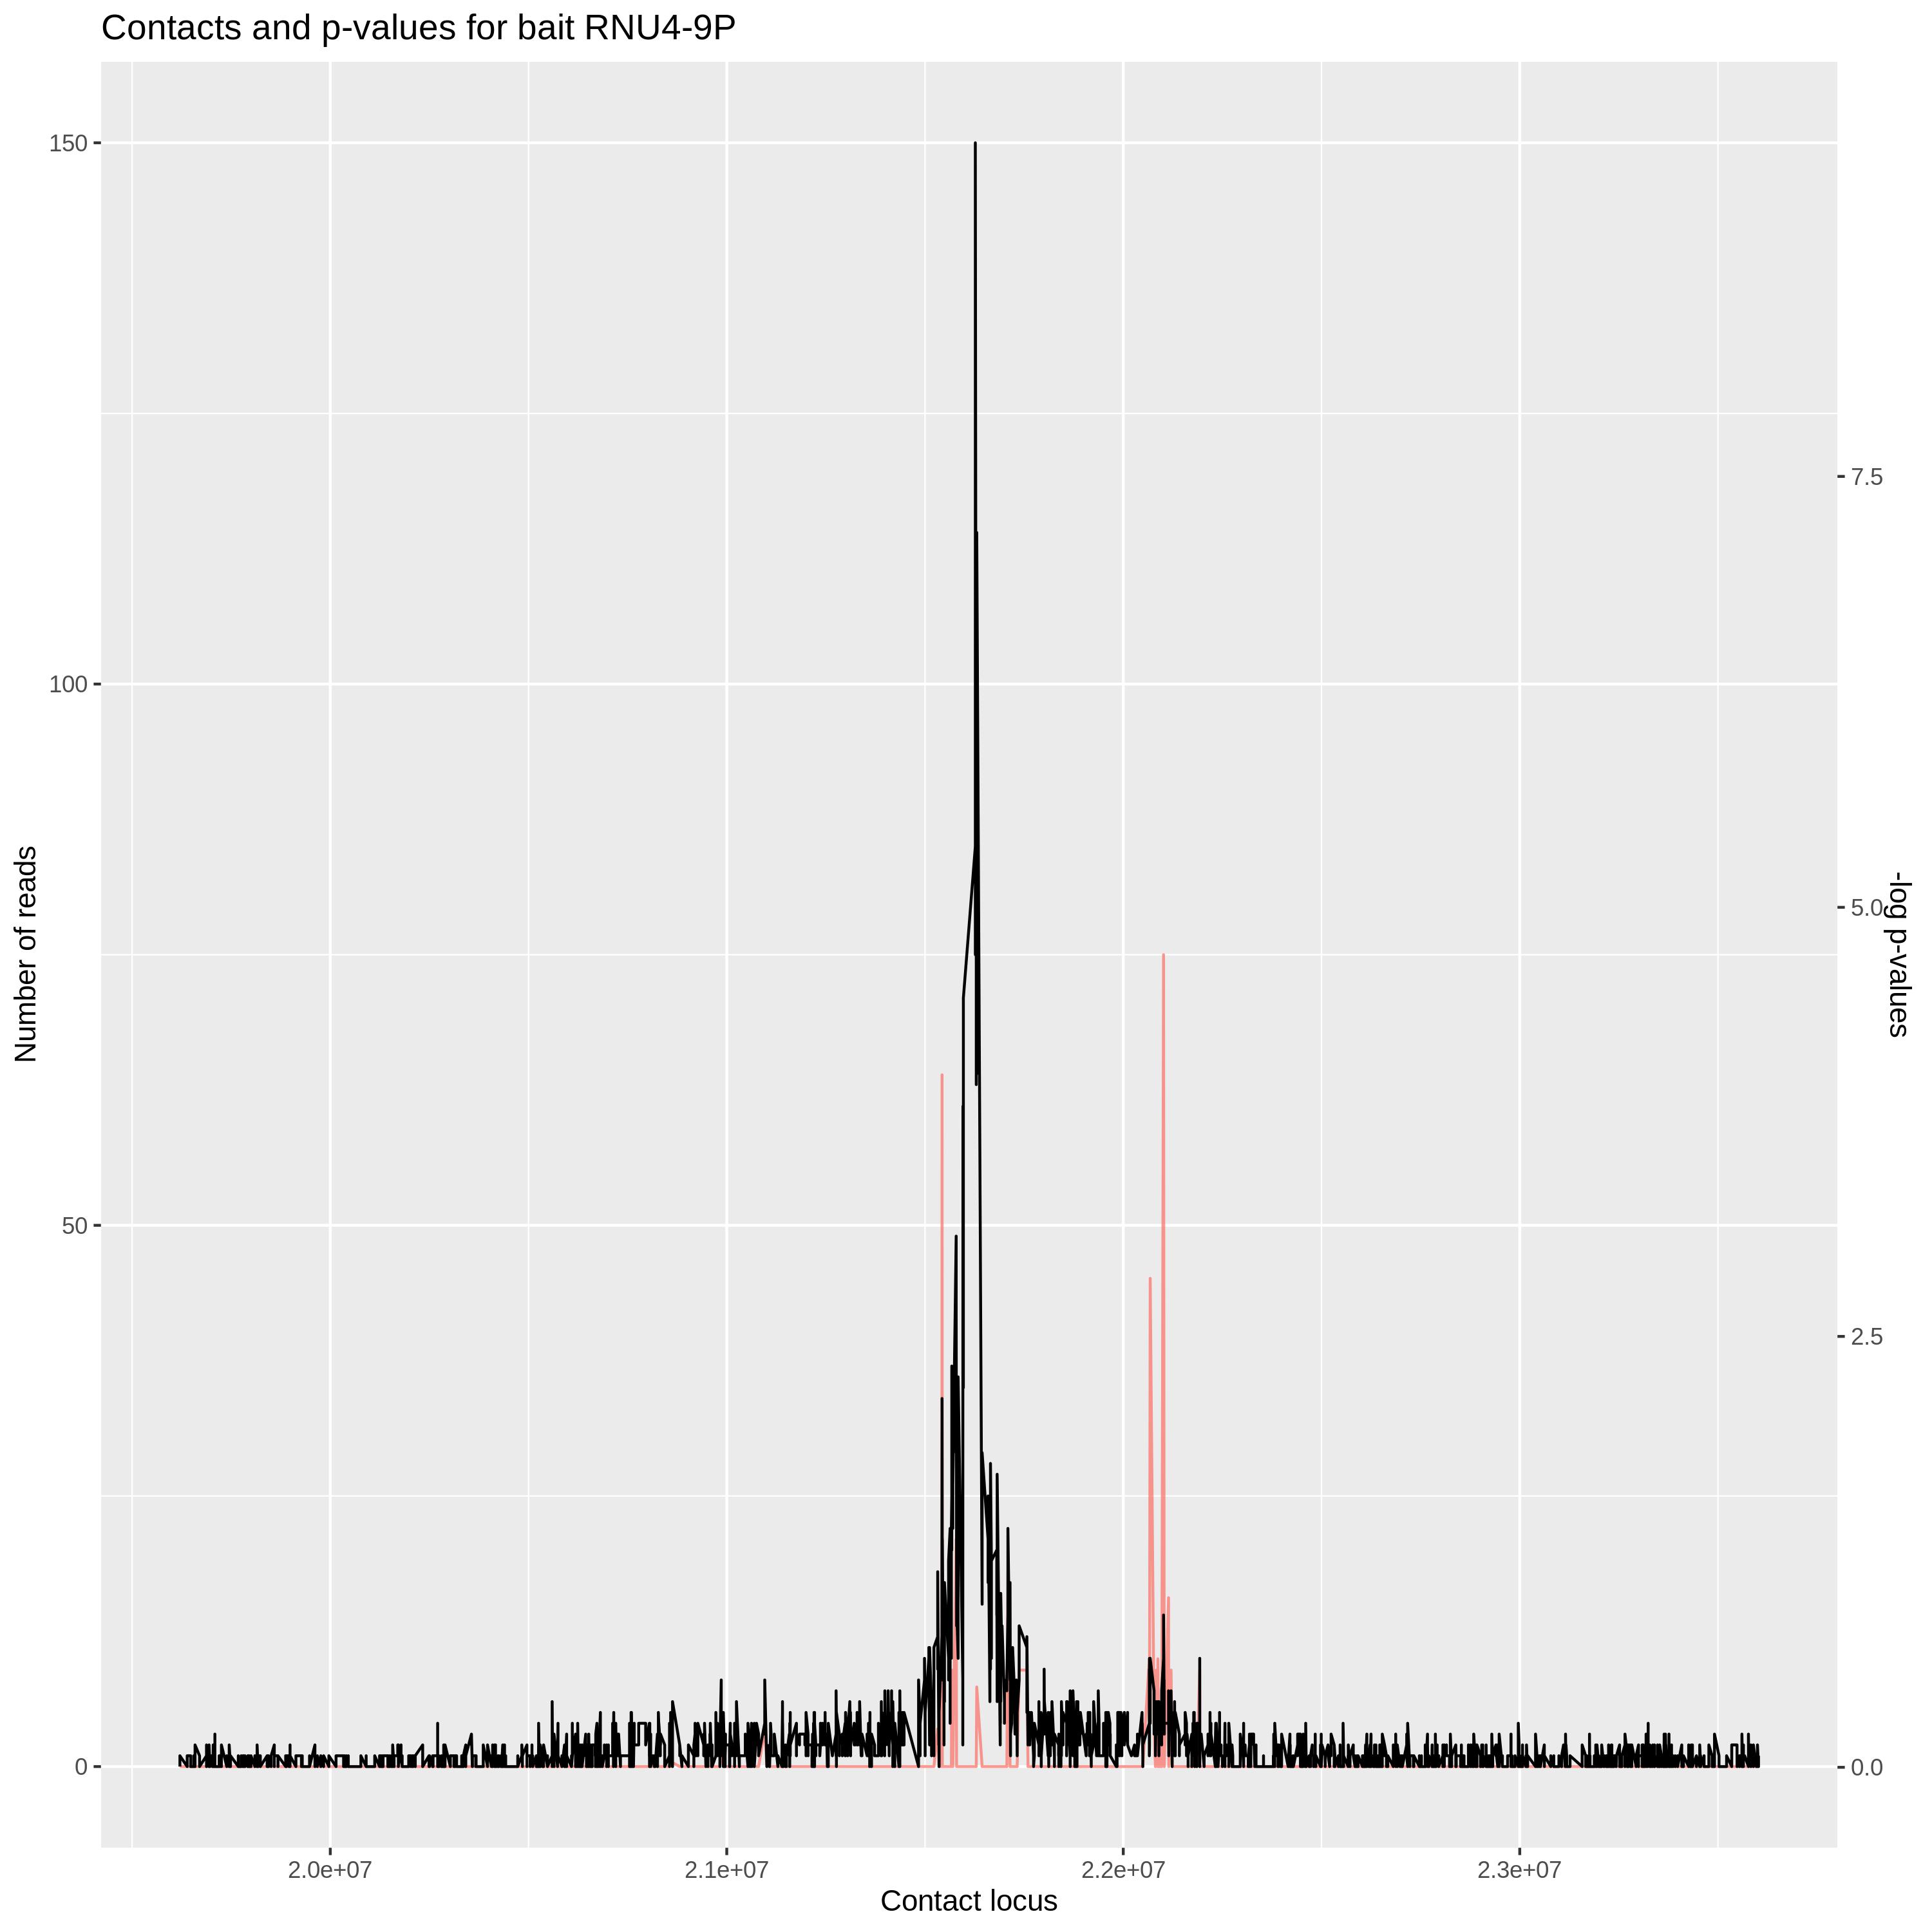 Contacts and p-values for bait RNU4-9P
150
100
50
0
Number of reads
7.5
5.0
2.5
0.0
-log p-values
2.0e+07
2.1e+07
2.2e+07
2.3e+07
Contact locus